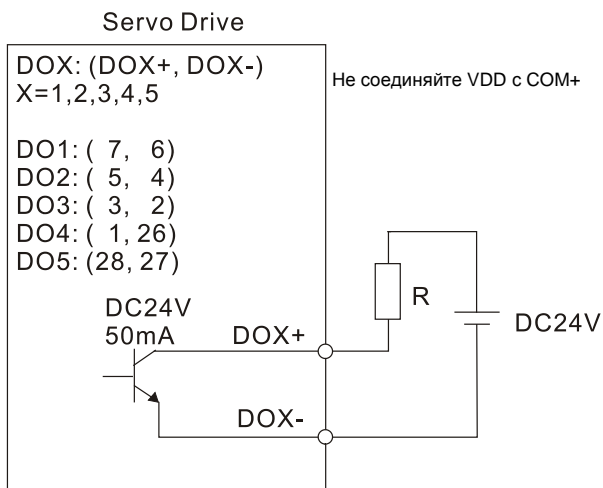 Servo Drive
DOX: (DOX+, DOX-)
X=1,2,3,4,5
Не соединяйте VDD с COM+
DO1: ( 7, 6)
DO2: ( 5, 4)
DO3: ( 3, 2)
DO4: ( 1, 26)
DO5: (28, 27)
DC24V
50mA
DOX+
R
DC24V
DOX-